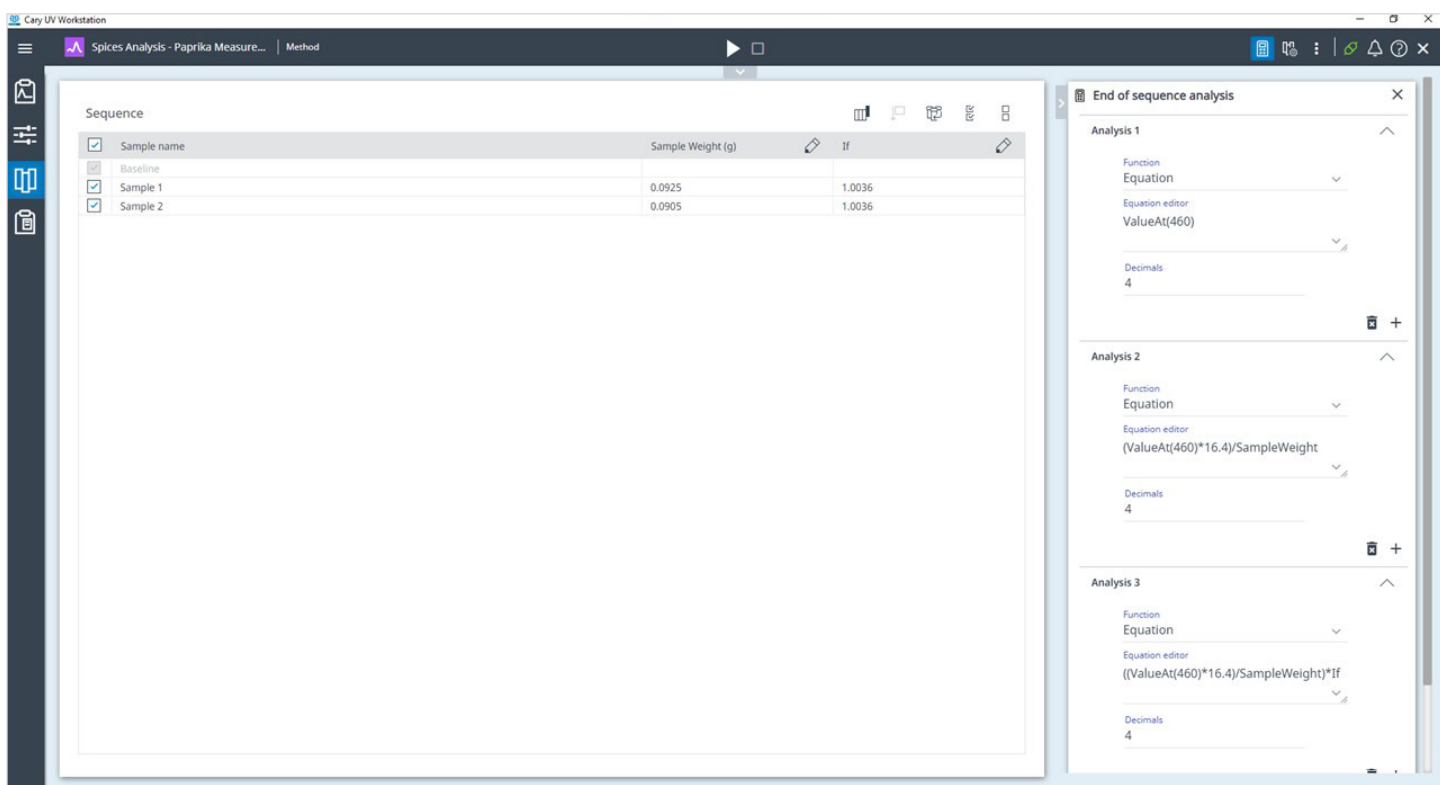 Cary UV Workstation
Spices Analysis - Paprika Measure... | Method
Sequence
Sample name Sample Weight (g) If
Baseline
Sample 1 0.0925 1.0036
Sample 2 0.0905 1.0036
End of sequence analysis
Analysis 1
Function
Equation
Equation editor
ValueAt(460)
Decimals
4
Analysis 2
Function
Equation
Equation editor
(ValueAt(460)*16.4)/SampleWeight
Decimals
4
Analysis 3
Function
Equation
Equation editor
((ValueAt(460)*16.4)/SampleWeight)*If
Decimals
4